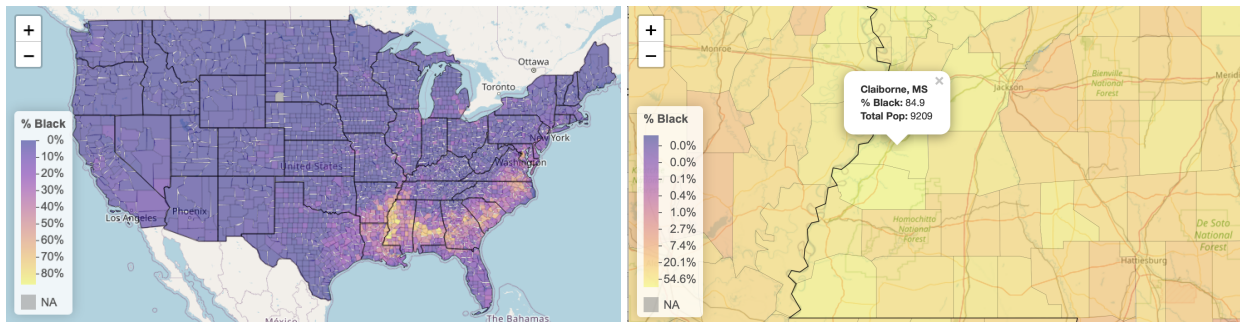 +
−
Ottawa
Toronto
New York
Washington
United States
Los Angeles
Phoenix
México
The Bahamas
% Black
0%
10%
20%
30%
40%
50%
60%
70%
80%
NA
+
−
Monroe
Jackson
Bienville
National
Forest
Meridi
×
Claiborne, MS
% Black: 84.9
Total Pop: 9209
Homochitto
National
Forest
De Soto
National
Forest
Hattiesburg
% Black
0.0%
0.0%
0.1%
0.4%
1.0%
2.7%
7.4%
20.1%
54.6%
NA